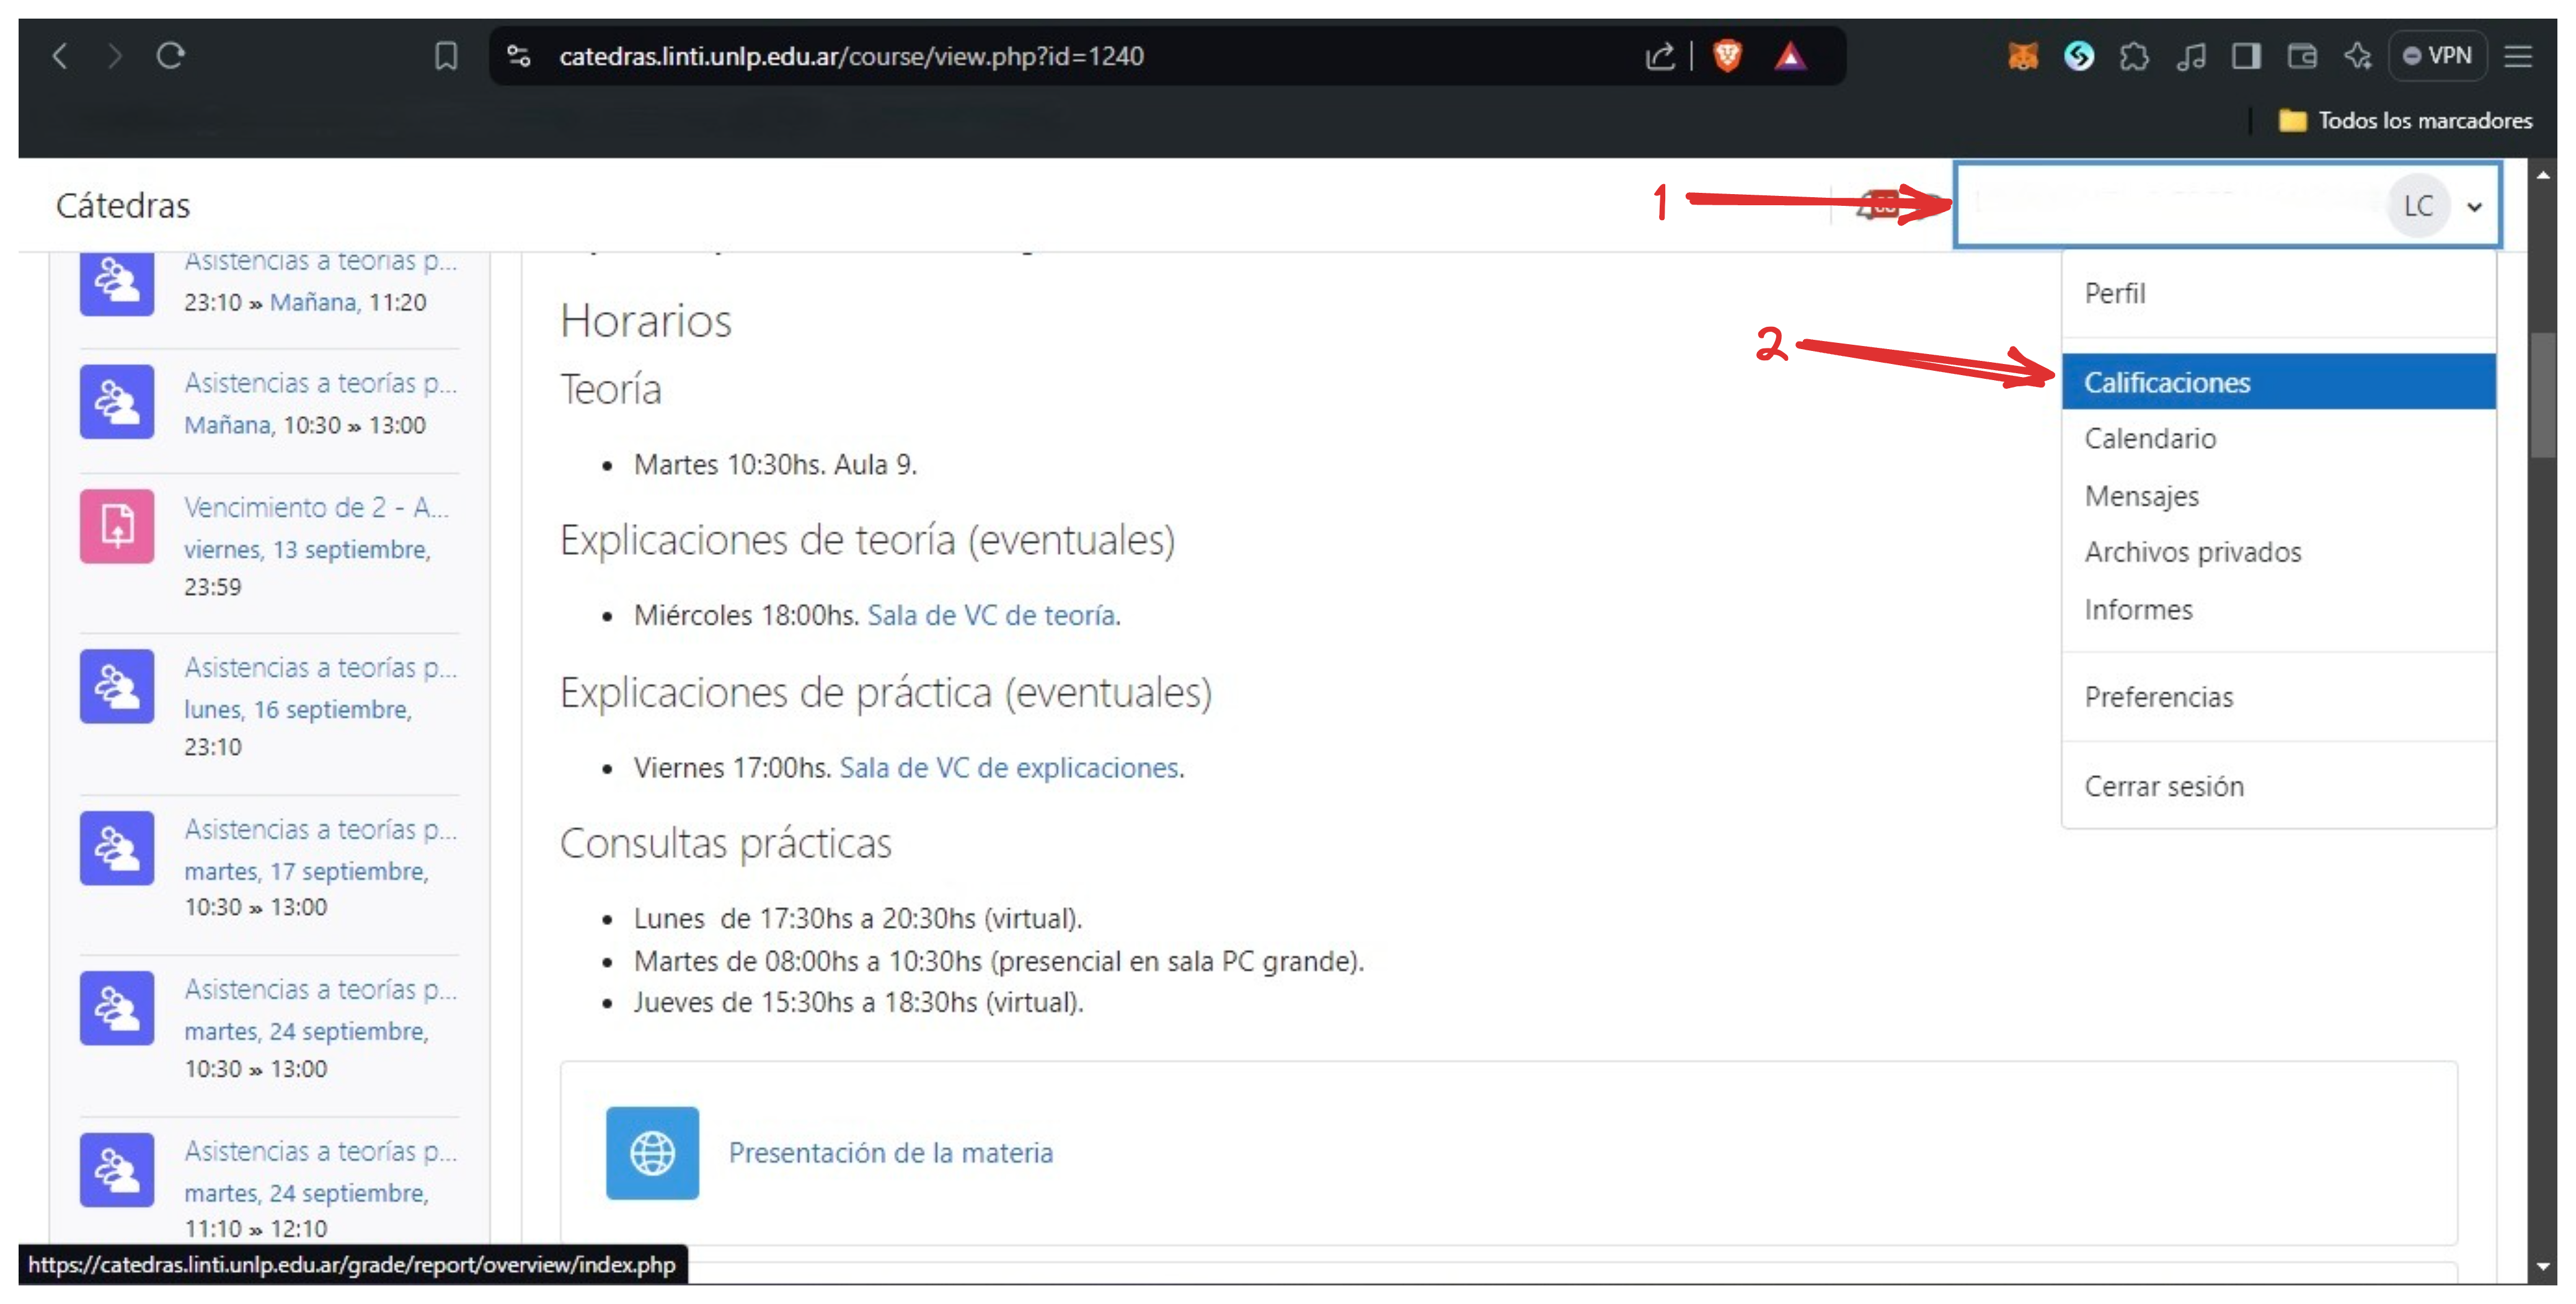 catedras.linti.unlp.edu.ar/course/view.php?id=1240
VPN
Todos los marcadores
Cátedras
1
LC
Asistencias a teorías p...
23:10 » Mañana, 11:20
Asistencias a teorías p...
Mañana, 10:30 » 13:00
Vencimiento de 2 - A...
viernes, 13 septiembre,
23:59
Asistencias a teorías p...
lunes, 16 septiembre,
23:10
Asistencias a teorías p...
martes, 17 septiembre,
10:30 » 13:00
Asistencias a teorías p...
martes, 24 septiembre,
10:30 » 13:00
Asistencias a teorías p...
martes, 24 septiembre,
11:10 » 12:10
Horarios
Teoría
• Martes 10:30hs. Aula 9.
Explicaciones de teoría (eventuales)
• Miércoles 18:00hs. Sala de VC de teoría.
Explicaciones de práctica (eventuales)
• Viernes 17:00hs. Sala de VC de explicaciones.
Consultas prácticas
• Lunes de 17:30hs a 20:30hs (virtual).
• Martes de 08:00hs a 10:30hs (presencial en sala PC grande).
• Jueves de 15:30hs a 18:30hs (virtual).
Presentación de la materia
2
Perfil
Calificaciones
Calendario
Mensajes
Archivos privados
Informes
Preferencias
Cerrar sesión
https://catedras.linti.unlp.edu.ar/grade/report/overview/index.php